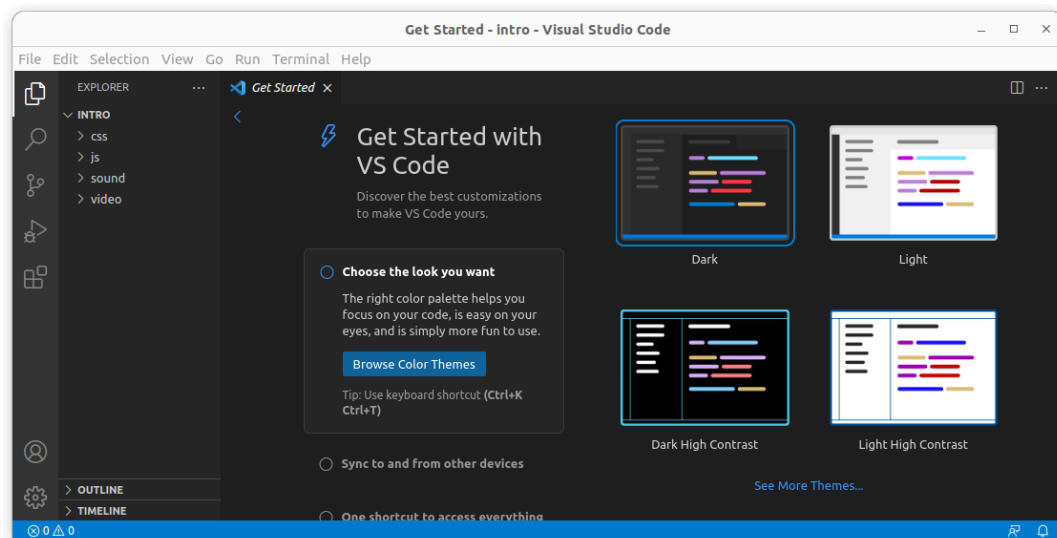 Get Started - intro - Visual Studio Code
File Edit Selection View Go Run Terminal Help
EXPLORER
INTRO
css
js
sound
video
OUTLINE
TIMELINE
Get Started
Get Started with
VS Code
Discover the best customizations
to make VS Code yours.
Choose the look you want
The right color palette helps you
focus on your code, is easy on your
eyes, and is simply more fun to use.
Browse Color Themes
Tip: Use keyboard shortcut (Ctrl+K
Ctrl+T)
Sync to and from other devices
One shortcut to access everything
Dark
Light
Dark High Contrast
Light High Contrast
See More Themes...
0 0